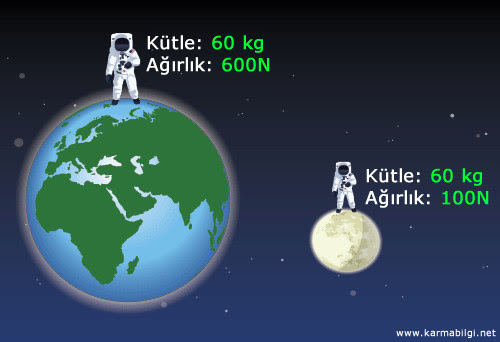 Kütle: 60 kg
Ağırlık: 600N
Kütle: 60 kg
Ağırlık: 100N
www.karmabilgi.net